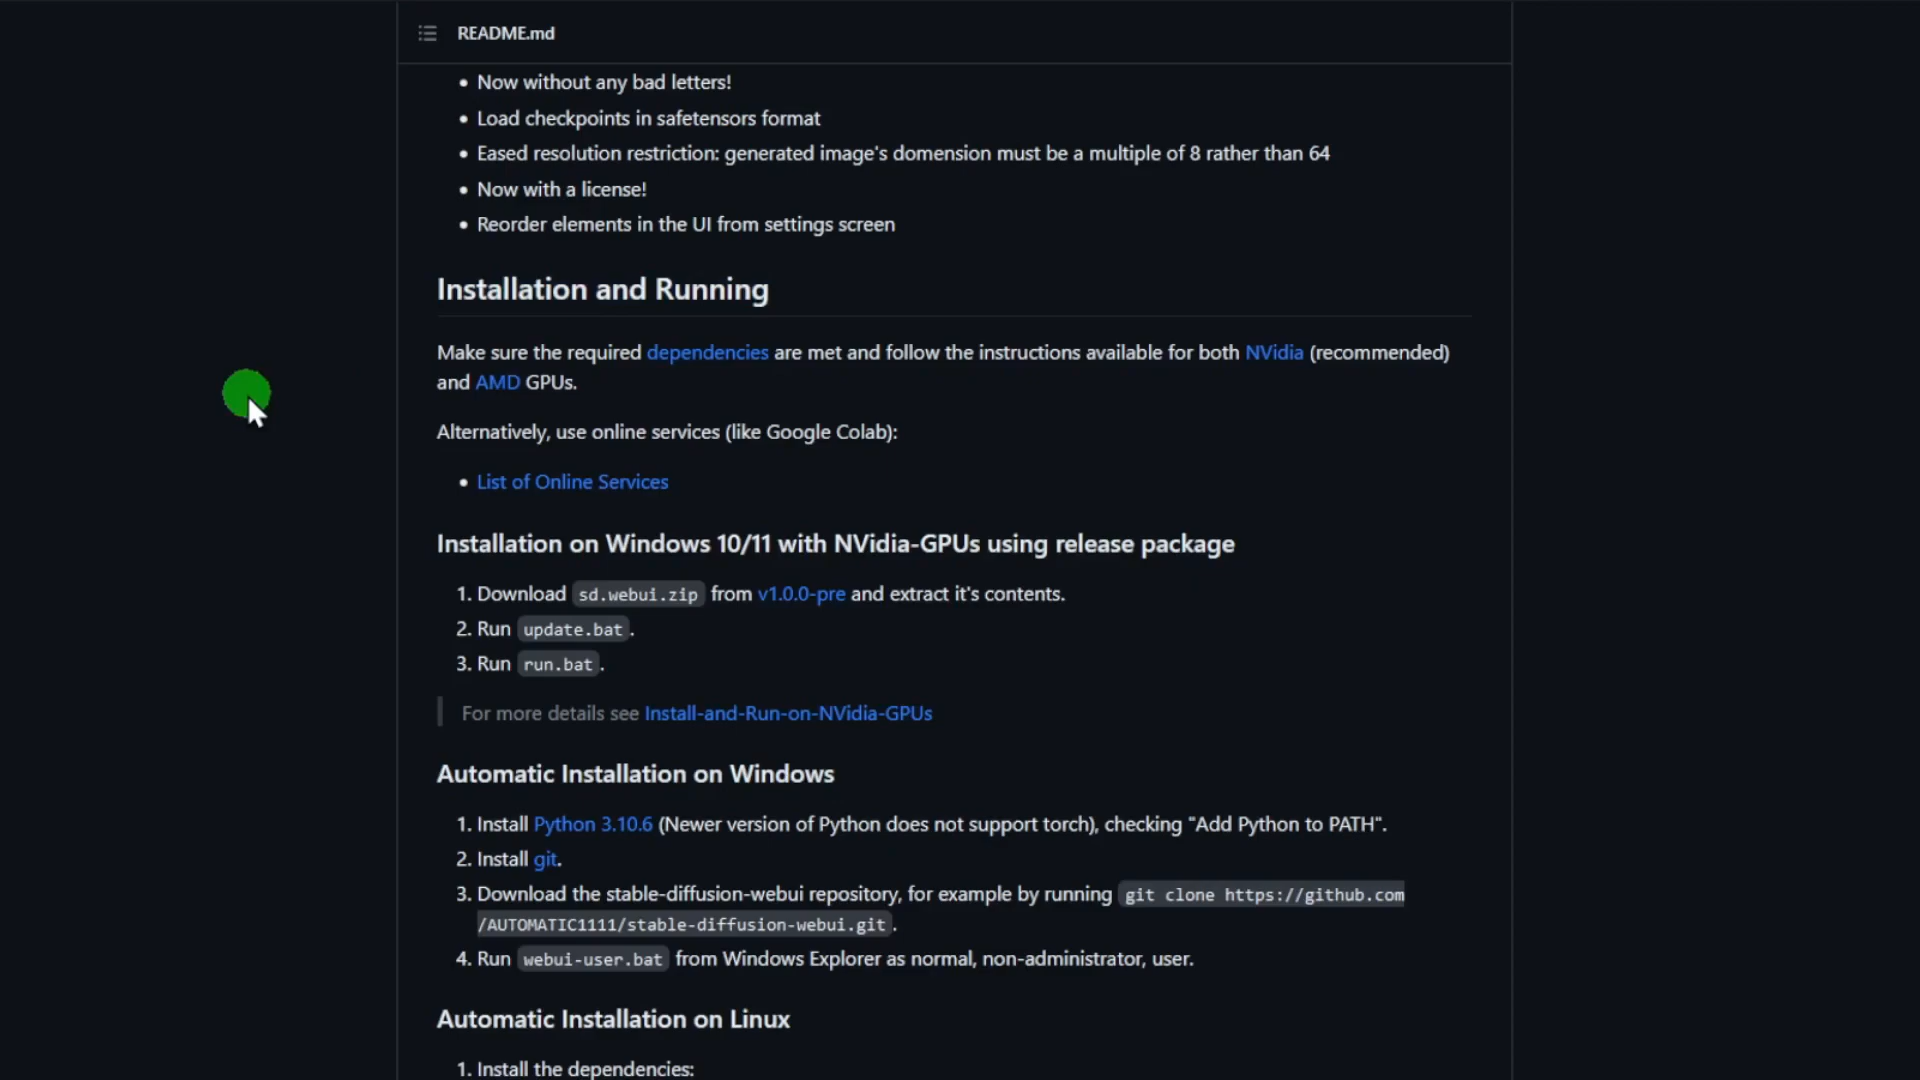 README.md
• Now without any bad letters!
• Load checkpoints in safetensors format
• Eased resolution restriction: generated image's domension must be a multiple of 8 rather than 64
• Now with a license!
• Reorder elements in the UI from settings screen
Installation and Running
Make sure the required dependencies are met and follow the instructions available for both NVidia (recommended)
and AMD GPUs.
Alternatively, use online services (like Google Colab):
• List of Online Services
Installation on Windows 10/11 with NVidia-GPUs using release package
1. Download sd.webui.zip from v1.0.0-pre and extract it's contents.
2. Run update.bat.
3. Run run.bat.
For more details see Install-and-Run-on-NVidia-GPUs
Automatic Installation on Windows
1. Install Python 3.10.6 (Newer version of Python does not support torch), checking "Add Python to PATH".
2. Install git.
3. Download the stable-diffusion-webui repository, for example by running git clone https://github.com
/AUTOMATIC1111/stable-diffusion-webui.git.
4. Run webui-user.bat from Windows Explorer as normal, non-administrator, user.
Automatic Installation on Linux
1. Install the dependencies: